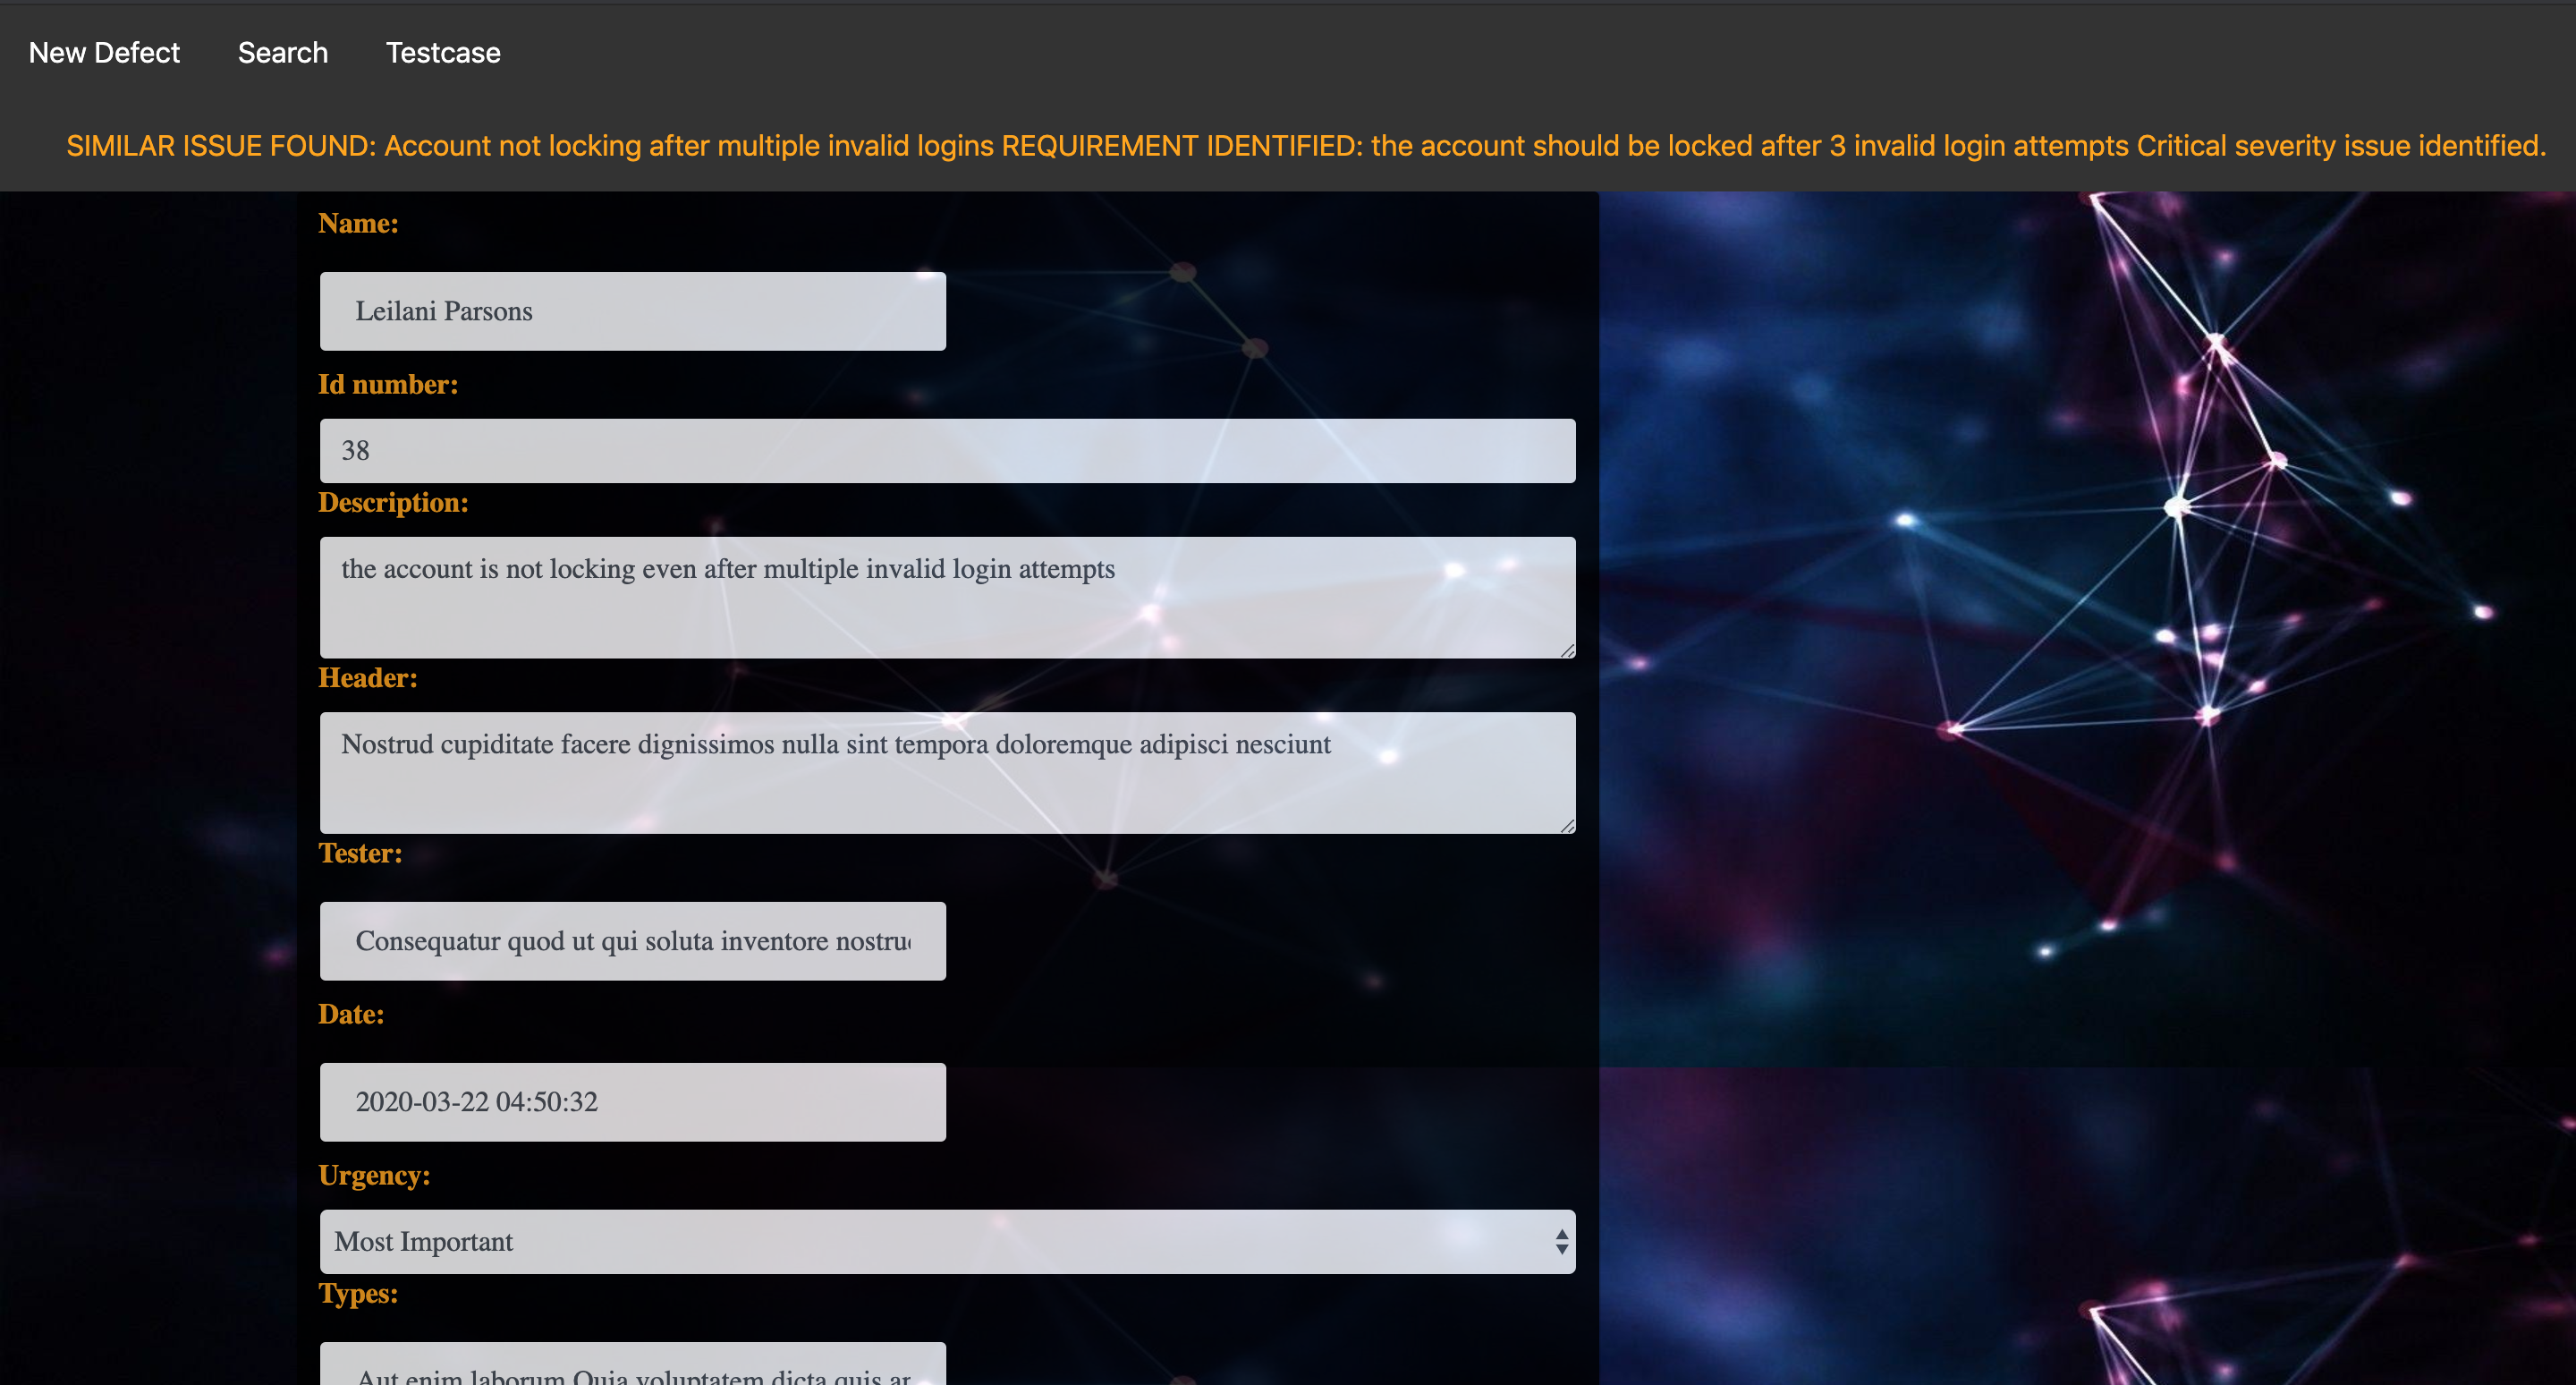 New Defect Search Testcase
SIMILAR ISSUE FOUND: Account not locking after multiple invalid logins REQUIREMENT IDENTIFIED: the account should be locked after 3 invalid login attempts Critical severity issue identified.
Name:
Leilani Parsons
Id number:
38
Description:
the account is not locking even after multiple invalid login attempts
Header:
Nostrud cupiditate facere dignissimos nulla sint tempora doloremque adipisci nesciunt
Tester:
Consequatur quod ut qui soluta inventore
Date:
2020-03-22 04:50:32
Urgency:
Most Important
Types:
Aut enim laborum Quia voluptatem dicta quis